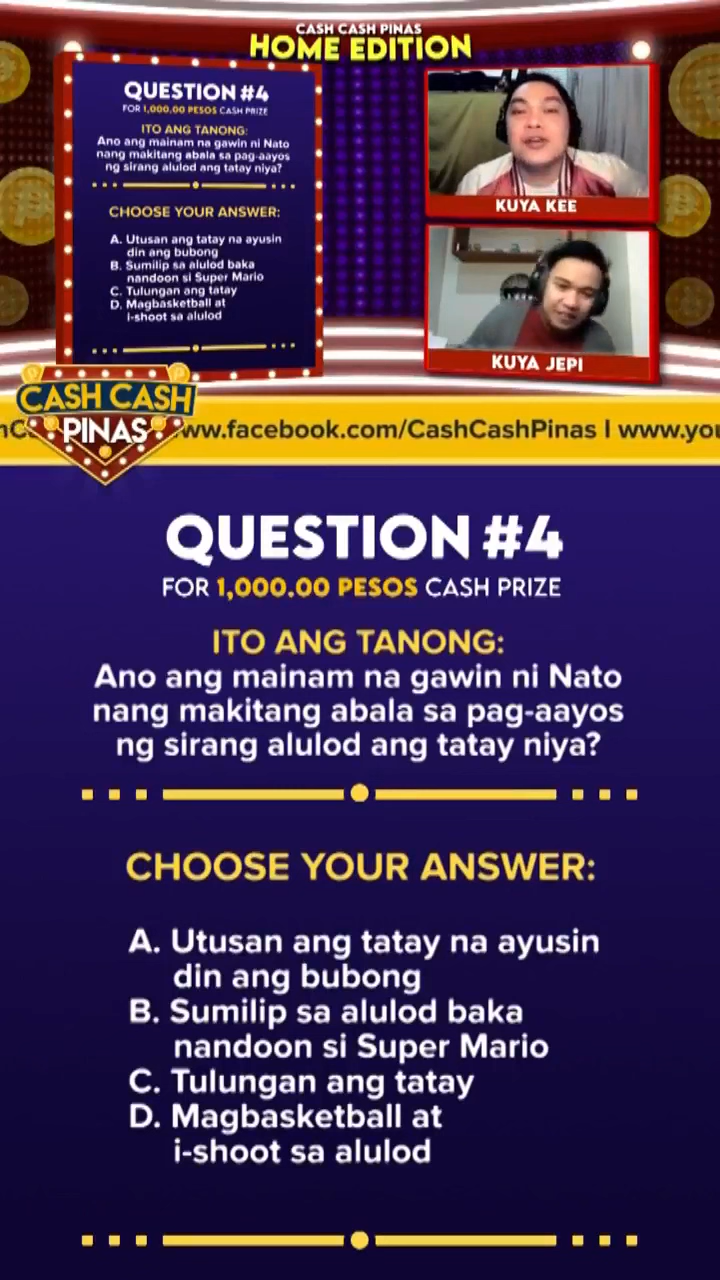 CASH CASH PINAS
HOME EDITION
QUESTION #4
FOR 1,000.00 PESOS CASH PRIZE
ITO ANG TANONG:
Ano ang mainam na gawin ni Nato
nang makitang abala sa pag-aayos
ng sirang alulod ang tatay niya?
CHOOSE YOUR ANSWER:
A. Utusan ang tatay na ayusin
din ang bubong
B. Sumilip sa alulod baka
nandoon si Super Mario
C. Tulungan ang tatay
D. Magbasketball at
i-shoot sa alulod
KUYA KEE
KUYA JEPI
CASH CASH
PINAS
ww.facebook.com/CashCashPinas I www.you
QUESTION #4
FOR 1,000.00 PESOS CASH PRIZE
ITO ANG TANONG:
Ano ang mainam na gawin ni Nato
nang makitang abala sa pag-aayos
ng sirang alulod ang tatay niya?
CHOOSE YOUR ANSWER:
A. Utusan ang tatay na ayusin
din ang bubong
B. Sumilip sa alulod baka
nandoon si Super Mario
C. Tulungan ang tatay
D. Magbasketball at
i-shoot sa alulod